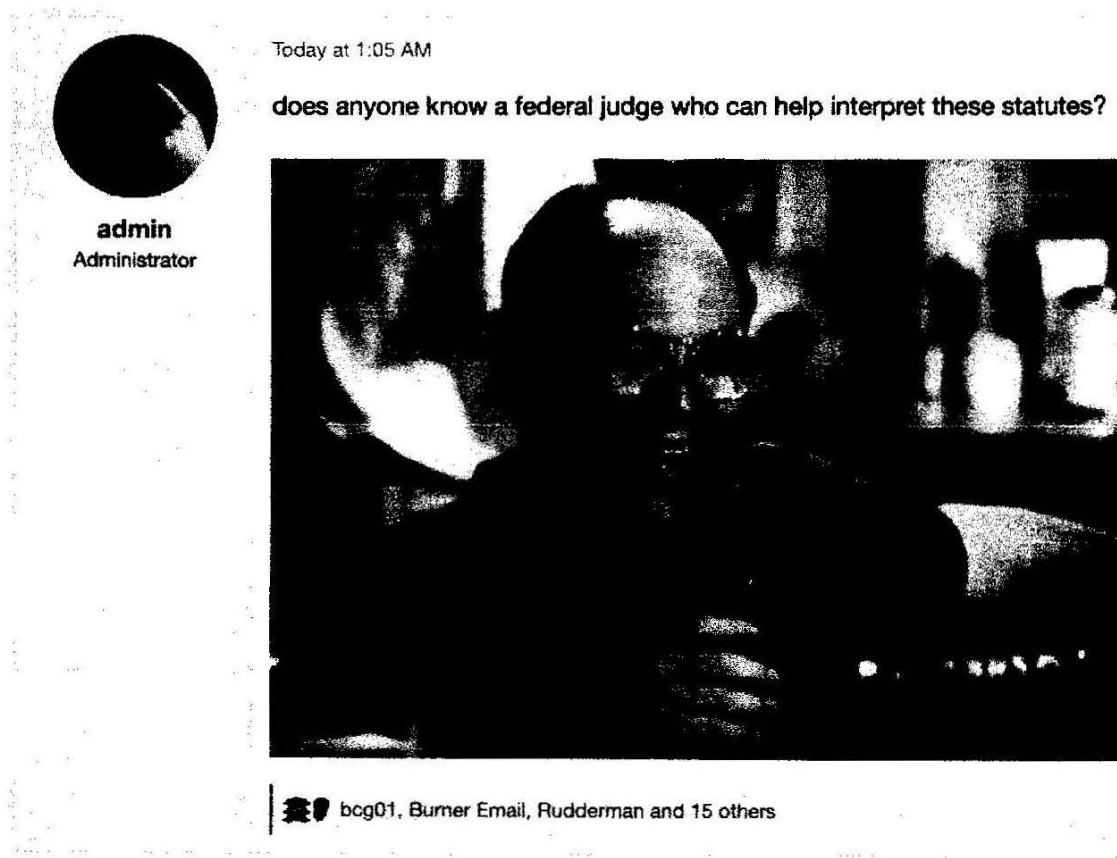 Today at 1:05 AM
does anyone know a federal judge who can help interpret these statutes?
admin
Administrator
bcg01, Burner Email, Rudderman and 15 others